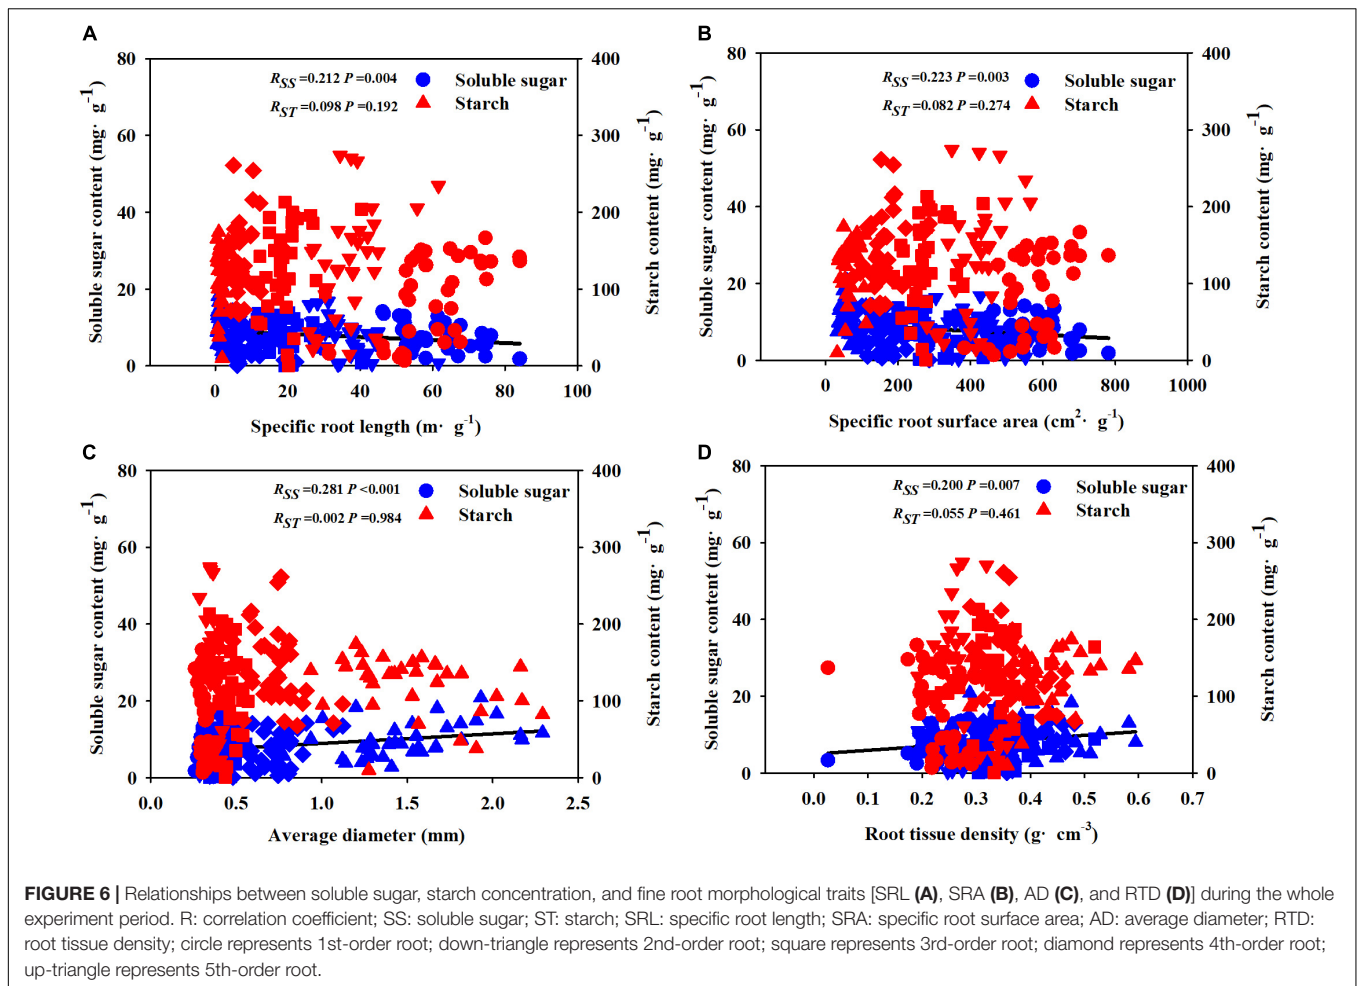 A
80
60
40
20
0
Soluble sugar content (mg· g-1)
RSS=0.212 P=0.004
RST=0.098 P=0.192
Soluble sugar
Starch
400
300
200
100
0
Starch content (mg· g-1)
0 20 40 60 80 100
Specific root length (m· g-1)
B
80
60
40
20
0
Soluble sugar content (mg· g-1)
RSS=0.223 P=0.003
RST=0.082 P=0.274
Soluble sugar
Starch
400
300
200
100
0
Starch content (mg· g-1)
0 200 400 600 800 1000
Specific root surface area (cm2· g-1)
C
80
60
40
20
0
Soluble sugar content (mg· g-1)
RSS=0.281 P<0.001
RST=0.002 P=0.984
Soluble sugar
Starch
400
300
200
100
0
Starch content (mg· g-1)
0.0 0.5 1.0 1.5 2.0 2.5
Average diameter (mm)
D
80
60
40
20
0
Soluble sugar content (mg· g-1)
RSS=0.200 P=0.007
RST=0.055 P=0.461
Soluble sugar
Starch
400
300
200
100
0
Starch content (mg· g-1)
0.0 0.1 0.2 0.3 0.4 0.5 0.6 0.7
Root tissue density (g· cm-3)
FIGURE 6 | Relationships between soluble sugar, starch concentration, and fine root morphological traits [SRL (A), SRA (B), AD (C), and RTD (D)] during the whole
experiment period. R: correlation coefficient; SS: soluble sugar; ST: starch; SRL: specific root length; SRA: specific root surface area; AD: average diameter; RTD:
root tissue density; circle represents 1st-order root; down-triangle represents 2nd-order root; square represents 3rd-order root; diamond represents 4th-order root;
up-triangle represents 5th-order root.